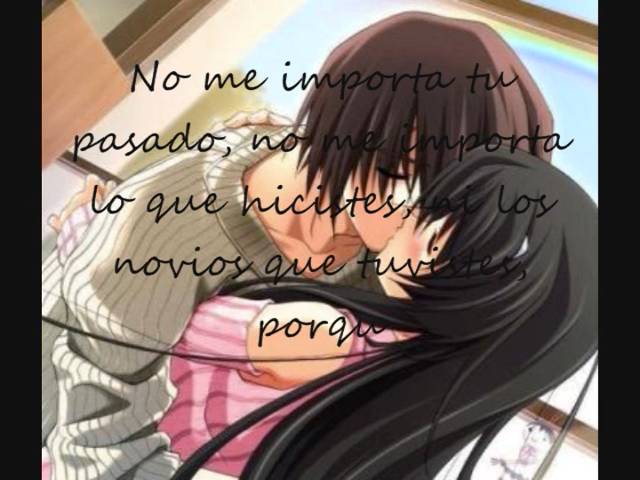 No me importa tu
pasado, no me importa
lo que hicistes, ni los
novios que tuvistes,
porqu